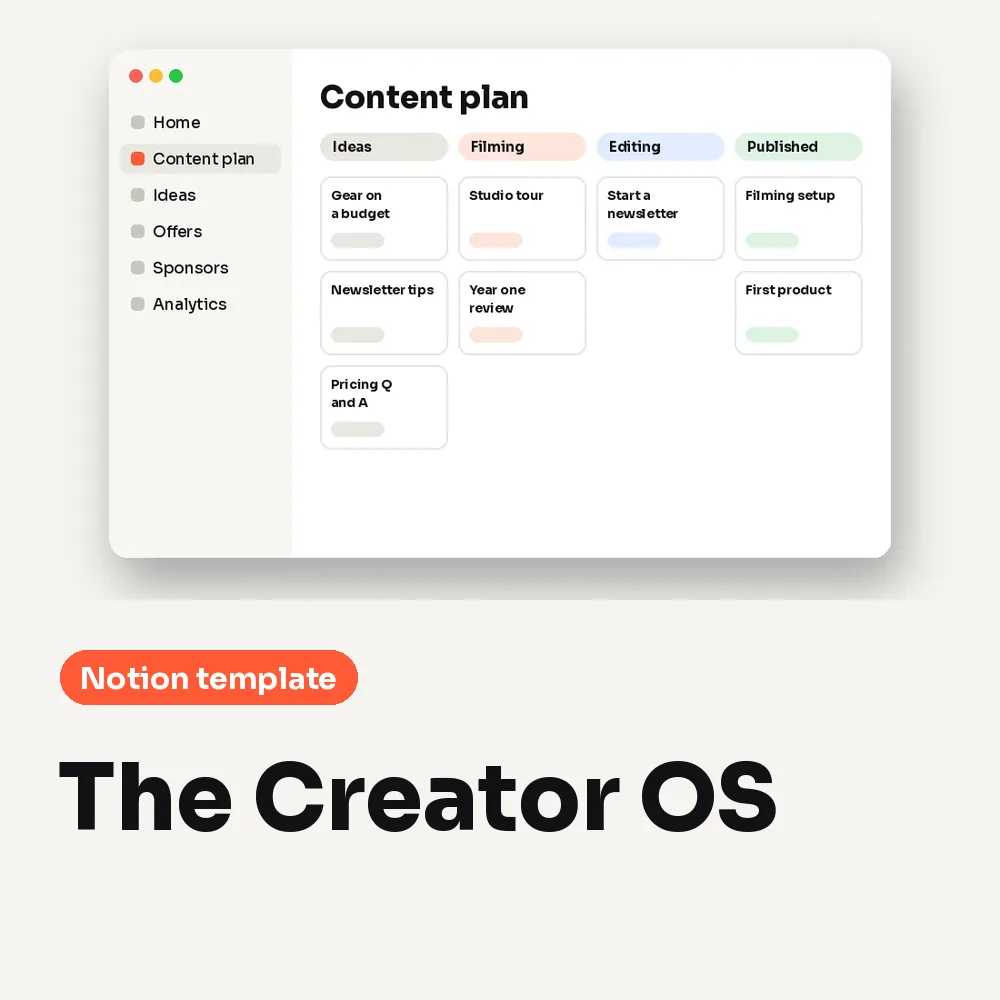 Content plan
Home
Content plan
Ideas
Offers
Sponsors
Analytics
Ideas
Filming
Editing
Published
Gear on
a budget
Studio tour
Start a
newsletter
Filming setup
Newsletter tips
Year one
review
First product
Pricing Q
and A
Notion template
The Creator OS